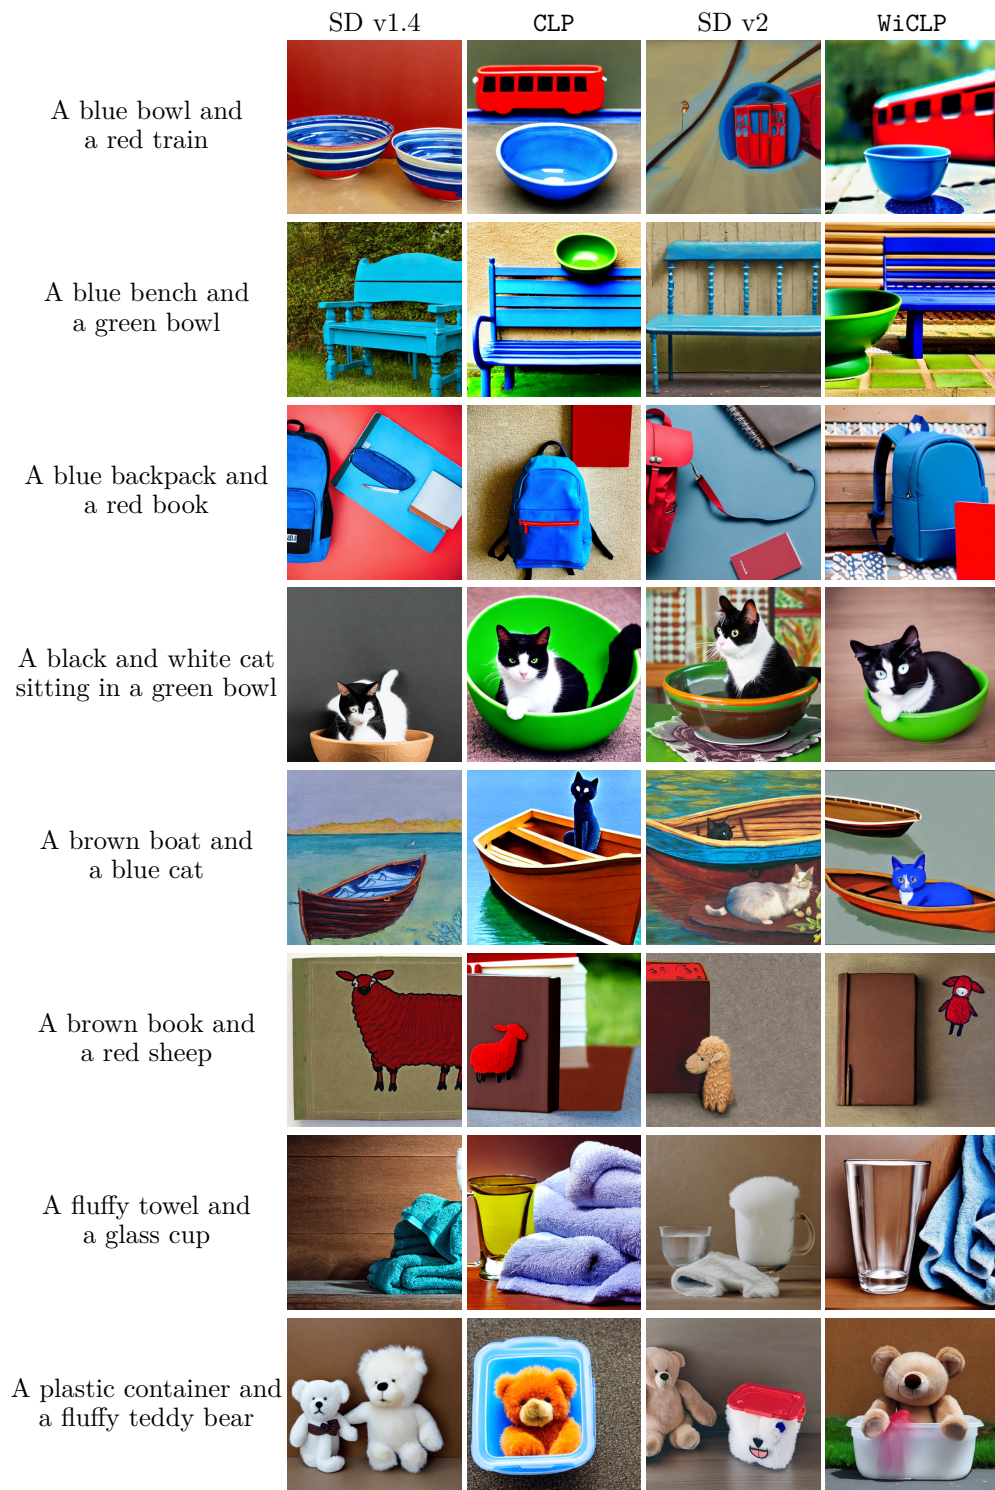 SD v1.4 CLP SD v2 WiCLP
A blue bowl and
a red train
A blue bench and
a green bowl
A blue backpack and
a red book
A black and white cat
sitting in a green bowl
A brown boat and
a blue cat
A brown book and
a red sheep
A fluffy towel and
a glass cup
A plastic container and
a fluffy teddy bear